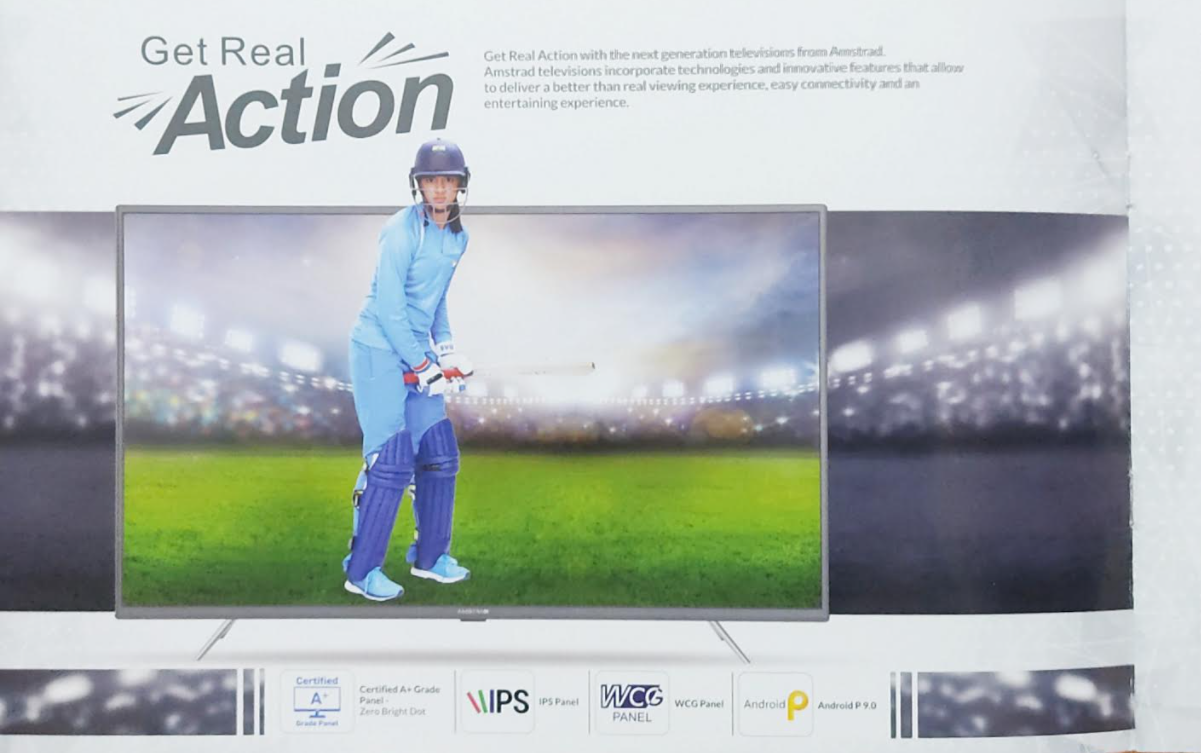 Get Real
Action
Get Real Action with the next generation televisions from Amstrad.
Amstrad televisions incorporate technologies and innovative features that allow
to deliver a better than real viewing experience, easy connectivity and an
entertaining experience.
Certified
A+
Grade Panel
Certified A+ Grade
Panel -
Zero Bright Dot
IPS
IPS Panel
WCG
PANEL
WCG Panel
Android P
Android P 9.0